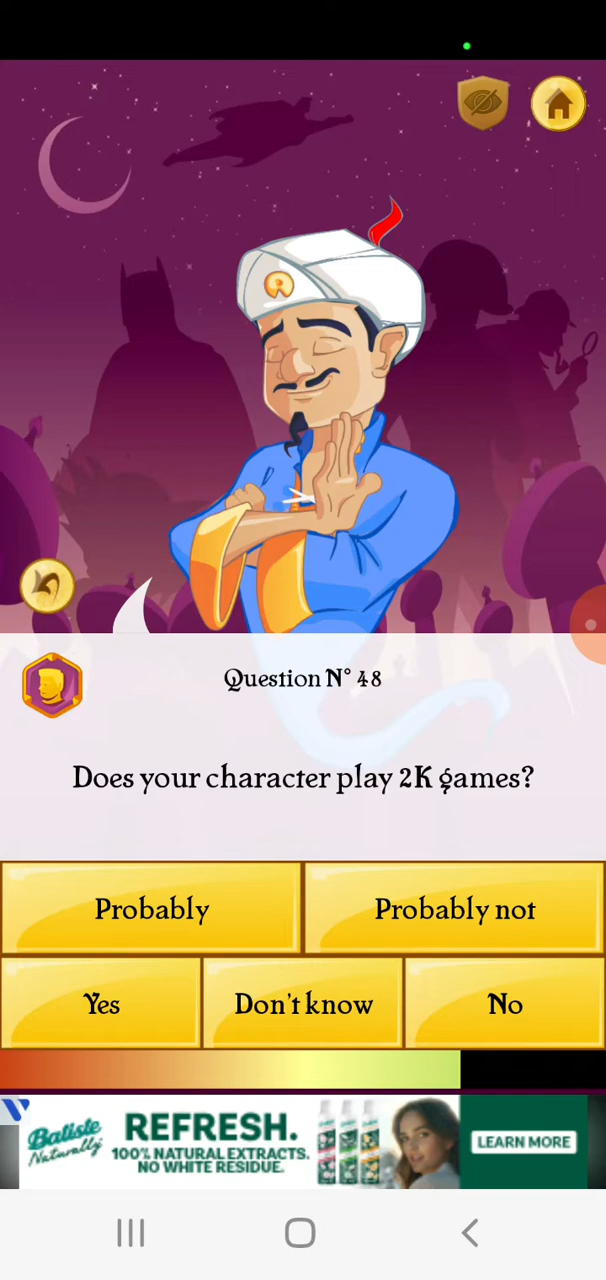 Question N° 48
Does your character play 2K games?
Probably
Probably not
Yes
Don't know
No
Batiste
Naturally
REFRESH.
100% NATURAL EXTRACTS.
NO WHITE RESIDUE.
LEARN MORE